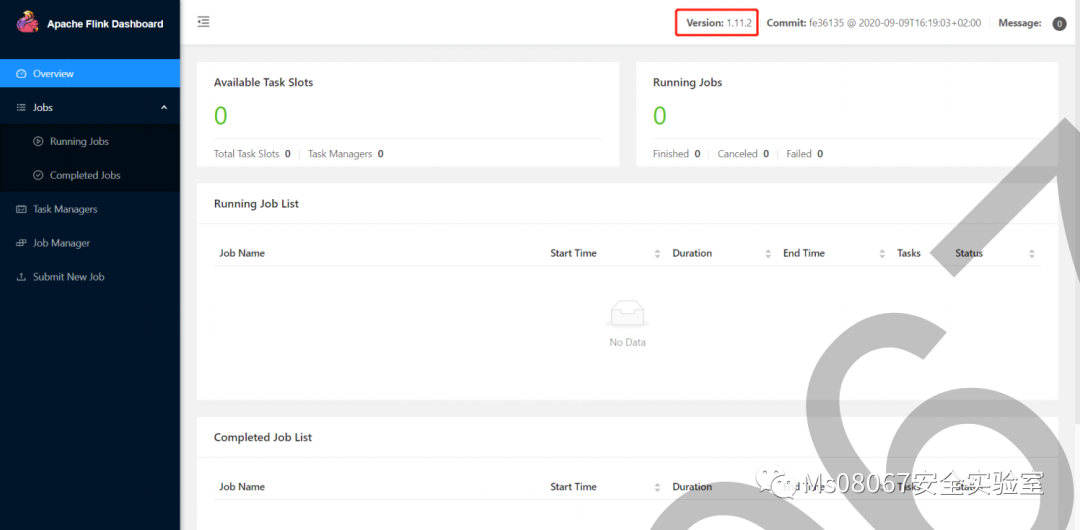 Apache Flink Dashboard
Version: 1.11.2 Commit: fe36135 @ 2020-09-09T16:19:03+02:00 Message: 0
Overview
Jobs
Running Jobs
Completed Jobs
Task Managers
Job Manager
Submit New Job
Available Task Slots
0
Total Task Slots 0 Task Managers 0
Running Jobs
0
Finished 0 Canceled 0 Failed 0
Running Job List
Job Name Start Time Duration End Time Tasks Status
No Data
Completed Job List
Job Name Start Time Duration End Time Tasks Status
Ms08067安全实验室